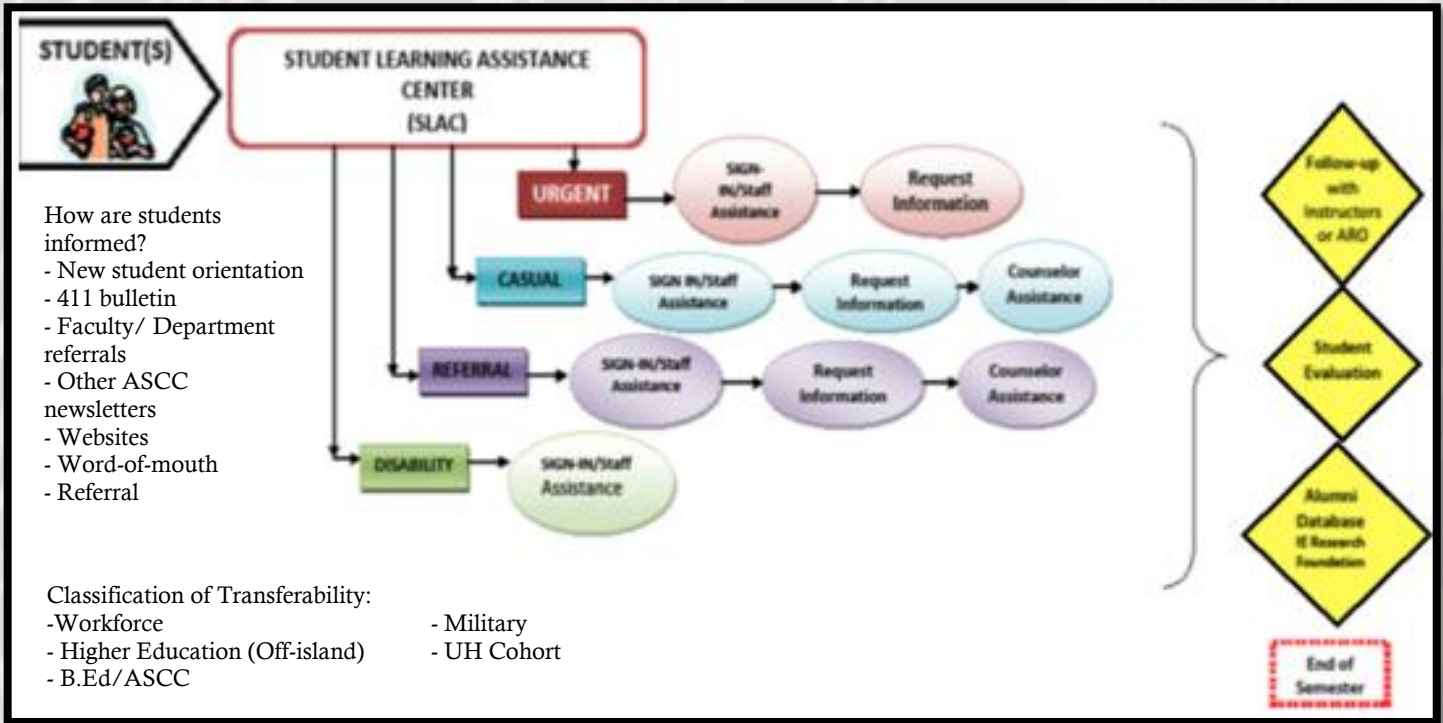 STUDENT(S)
STUDENT LEARNING ASSISTANCE
CENTER
(SLAC)
URGENT
SIGN-
IN/Staff
Assistance
Request
Information
CASUAL
SIGN IN/Staff
Assistance
Request
Information
Counselor
Assistance
REFERRAL
SIGN-IN/Staff
Assistance
Request
Information
Counselor
Assistance
DISABILITY
SIGN-IN/Staff
Assistance
How are students
informed?
- New student orientation
- 411 bulletin
- Faculty/ Department
referrals
- Other ASCC
newsletters
- Websites
- Word-of-mouth
- Referral
Classification of Transferability:
-Workforce
- Higher Education (Off-island)
- B.Ed/ASCC
- Military
- UH Cohort
Follow-up
with
Instructors
or ARO
Student
Evaluation
Alumni
Database
IE Research
Foundation
End of
Semester